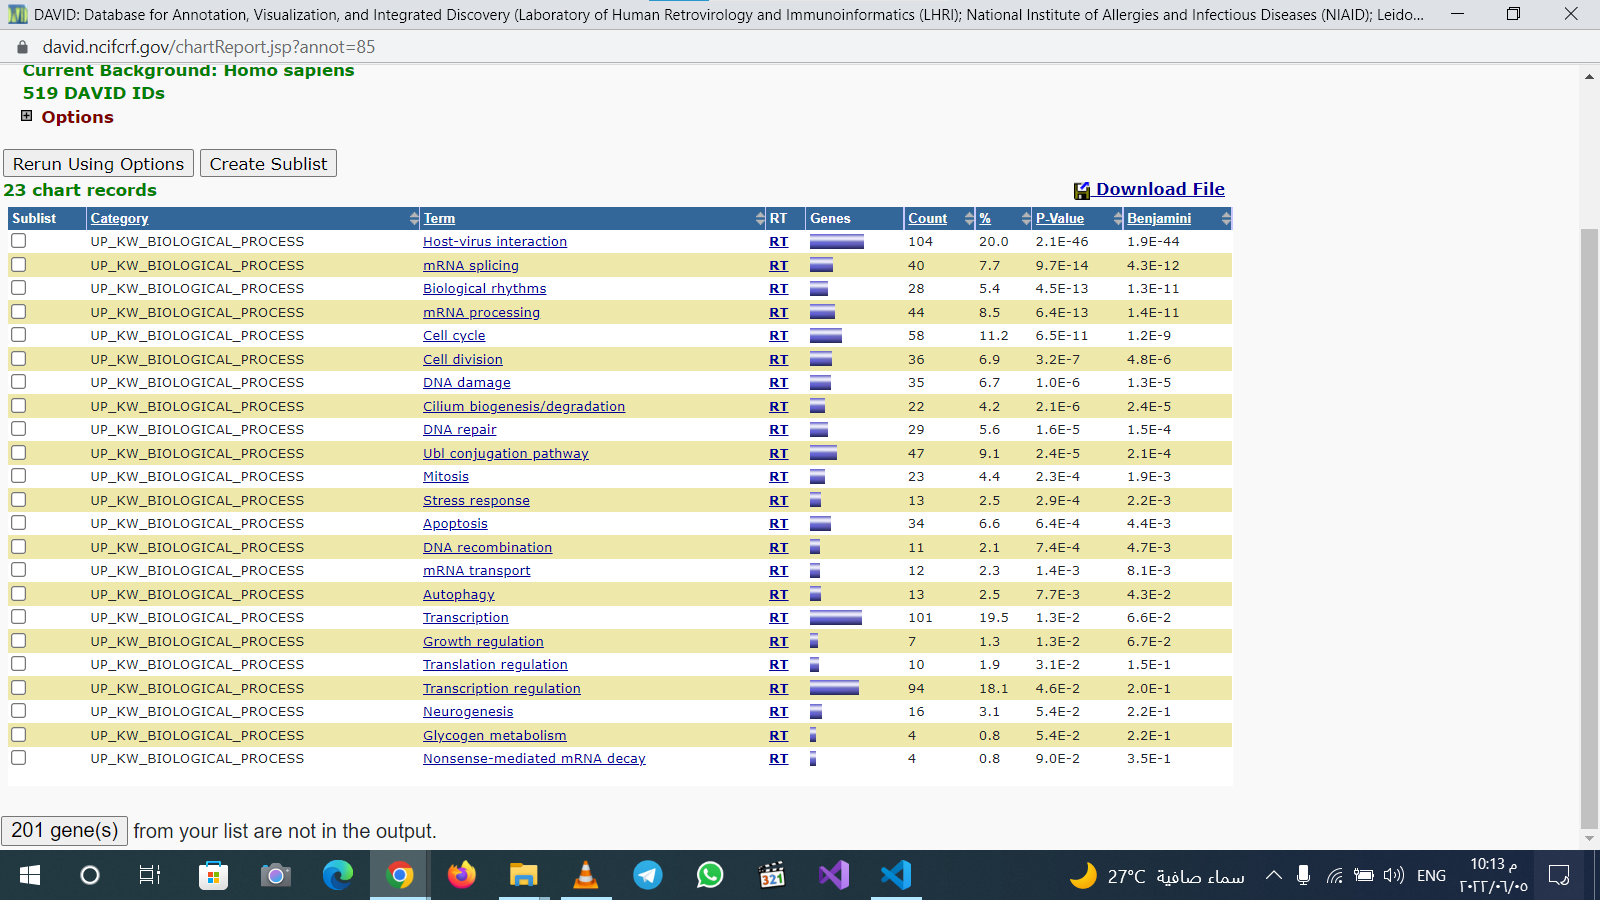 DAVID: Database for Annotation, Visualization, and Integrated Discovery (Laboratory of Human Retrovirology and Immunoinformatics (LHRI); National Institute of Allergies and Infectious Diseases (NIAID); Leido...
david.ncifcrf.gov/chartReport.jsp?annot=85
Current Background: Homo sapiens
519 DAVID IDs
Options
Rerun Using Options Create Sublist
23 chart records Download File
Sublist Category Term RT Genes Count % P-Value Benjamini
UP_KW_BIOLOGICAL_PROCESS Host-virus interaction RT 104 20.0 2.1E-46 1.9E-44
UP_KW_BIOLOGICAL_PROCESS mRNA splicing RT 40 7.7 9.7E-14 4.3E-12
UP_KW_BIOLOGICAL_PROCESS Biological rhythms RT 28 5.4 4.5E-13 1.3E-11
UP_KW_BIOLOGICAL_PROCESS mRNA processing RT 44 8.5 6.4E-13 1.4E-11
UP_KW_BIOLOGICAL_PROCESS Cell cycle RT 58 11.2 6.5E-11 1.2E-9
UP_KW_BIOLOGICAL_PROCESS Cell division RT 36 6.9 3.2E-7 4.8E-6
UP_KW_BIOLOGICAL_PROCESS DNA damage RT 35 6.7 1.0E-6 1.3E-5
UP_KW_BIOLOGICAL_PROCESS Cilium biogenesis/degradation RT 22 4.2 2.1E-6 2.4E-5
UP_KW_BIOLOGICAL_PROCESS DNA repair RT 29 5.6 1.6E-5 1.5E-4
UP_KW_BIOLOGICAL_PROCESS Ubl conjugation pathway RT 47 9.1 2.4E-5 2.1E-4
UP_KW_BIOLOGICAL_PROCESS Mitosis RT 23 4.4 2.3E-4 1.9E-3
UP_KW_BIOLOGICAL_PROCESS Stress response RT 13 2.5 2.9E-4 2.2E-3
UP_KW_BIOLOGICAL_PROCESS Apoptosis RT 34 6.6 6.4E-4 4.4E-3
UP_KW_BIOLOGICAL_PROCESS DNA recombination RT 11 2.1 7.4E-4 4.7E-3
UP_KW_BIOLOGICAL_PROCESS mRNA transport RT 12 2.3 1.4E-3 8.1E-3
UP_KW_BIOLOGICAL_PROCESS Autophagy RT 13 2.5 7.7E-3 4.3E-2
UP_KW_BIOLOGICAL_PROCESS Transcription RT 101 19.5 1.3E-2 6.6E-2
UP_KW_BIOLOGICAL_PROCESS Growth regulation RT 7 1.3 1.3E-2 6.7E-2
UP_KW_BIOLOGICAL_PROCESS Translation regulation RT 10 1.9 3.1E-2 1.5E-1
UP_KW_BIOLOGICAL_PROCESS Transcription regulation RT 94 18.1 4.6E-2 2.0E-1
UP_KW_BIOLOGICAL_PROCESS Neurogenesis RT 16 3.1 5.4E-2 2.2E-1
UP_KW_BIOLOGICAL_PROCESS Glycogen metabolism RT 4 0.8 5.4E-2 2.2E-1
UP_KW_BIOLOGICAL_PROCESS Nonsense-mediated mRNA decay RT 4 0.8 9.0E-2 3.5E-1
201 gene(s) from your list are not in the output.
321
27°C سماء صافية ENG
10:13 م
٢٠٢٢/٠٦/٠٥